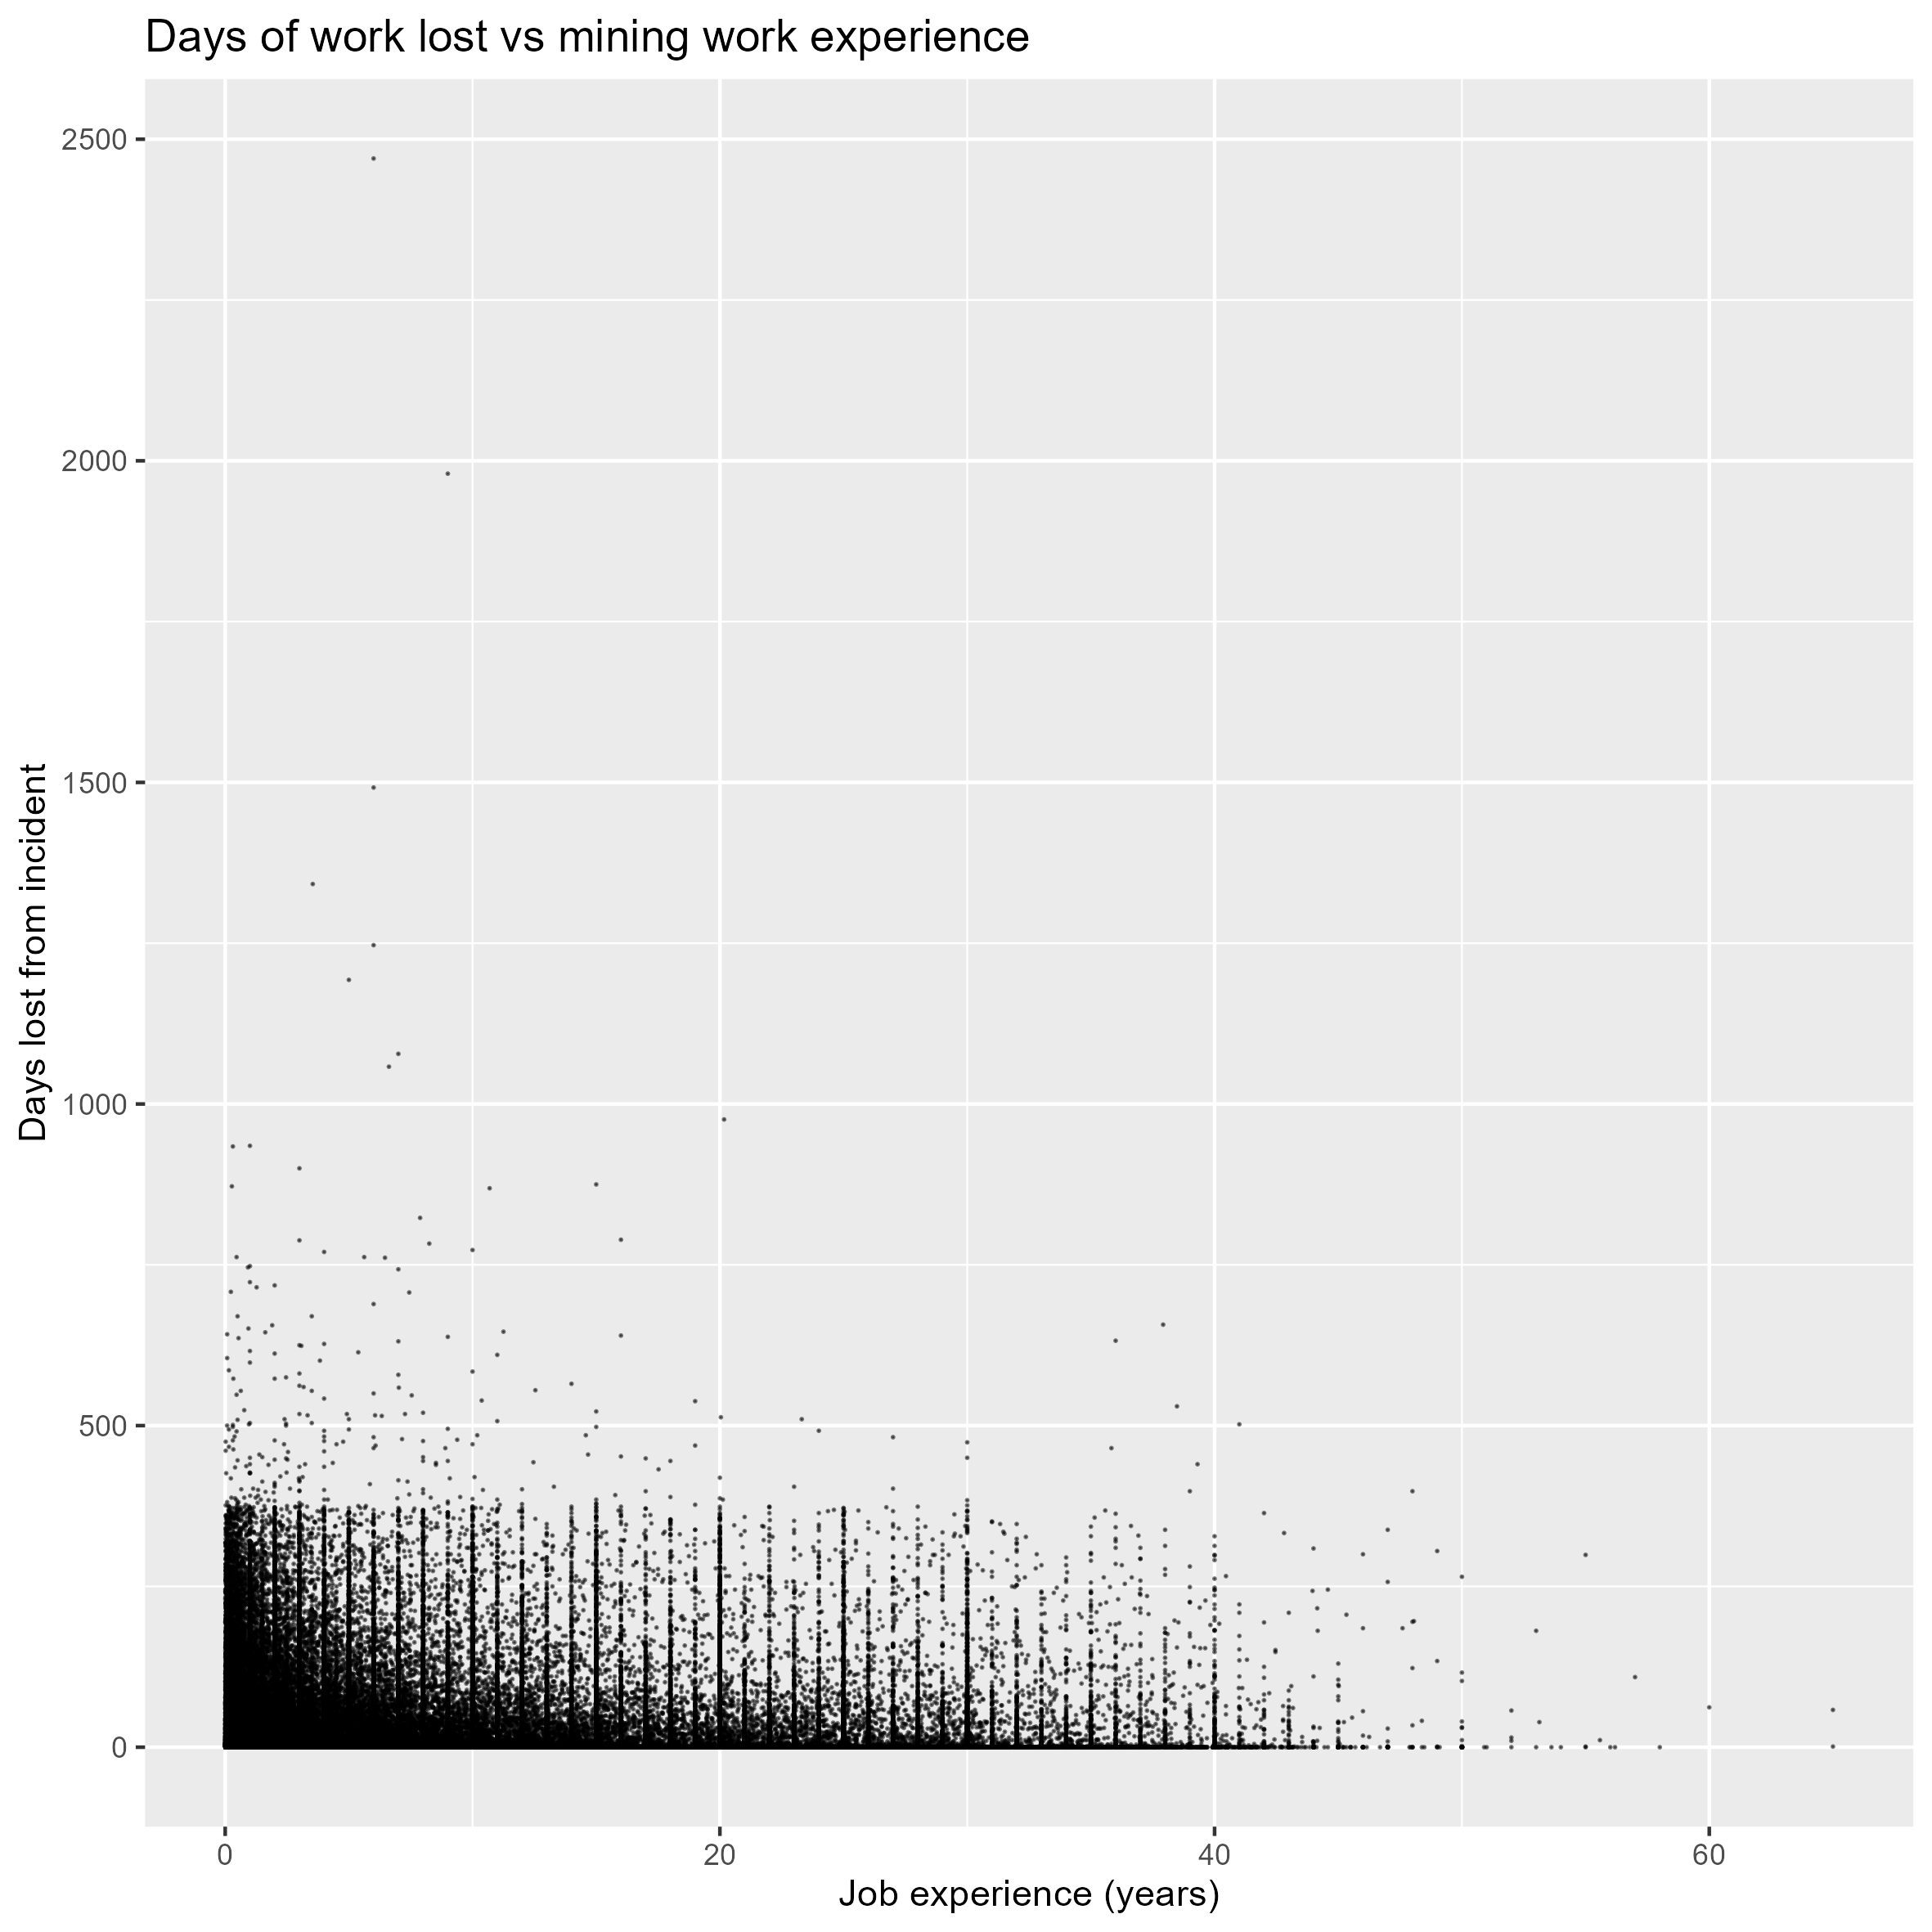 Days of work lost vs mining work experience
Days lost from incident
2500
2000
1500
1000
500
0
0 20 40 60
Job experience (years)